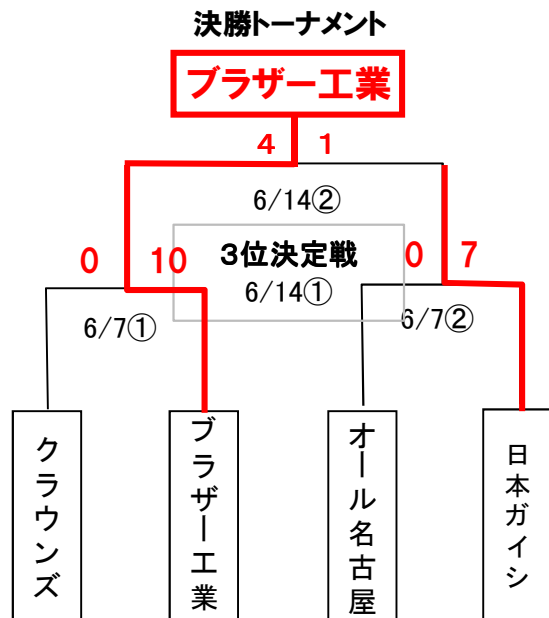 決勝トーナメント
ブラザー工業
4 1
6/14②
0 10
3位決定戦
6/14①
0 7
6/7①
6/7②
クラウンズ
ブラザー工業
オール名古屋
日本ガイシ